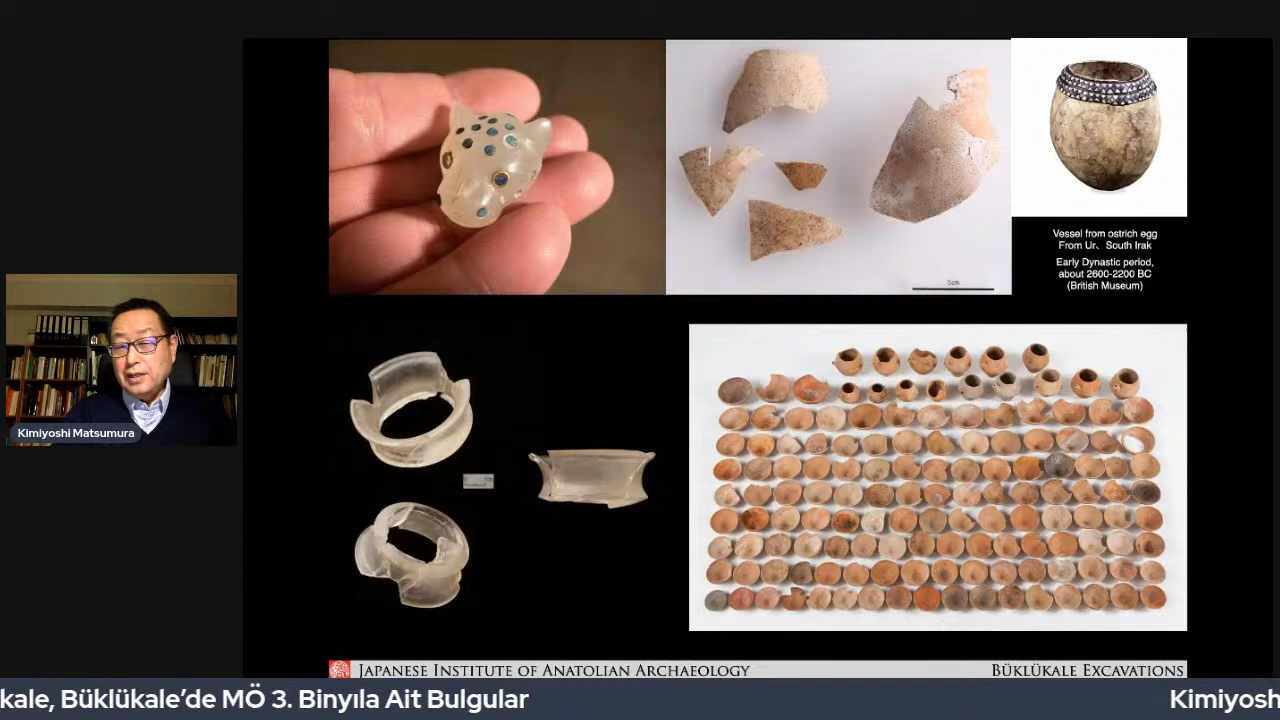 Vessel from ostrich egg
From Ur、South Irak
Early Dynastic period,
about 2600-2200 BC
(British Museum)
5cm
Kimiyoshi Matsumura
JAPANESE INSTITUTE OF ANATOLIAN ARCHAEOLOGY
BÜKLÜKALE EXCAVATIONS
kale, Büklükale’de MÖ 3. Binyıla Ait Bulgular
Kimiyosh